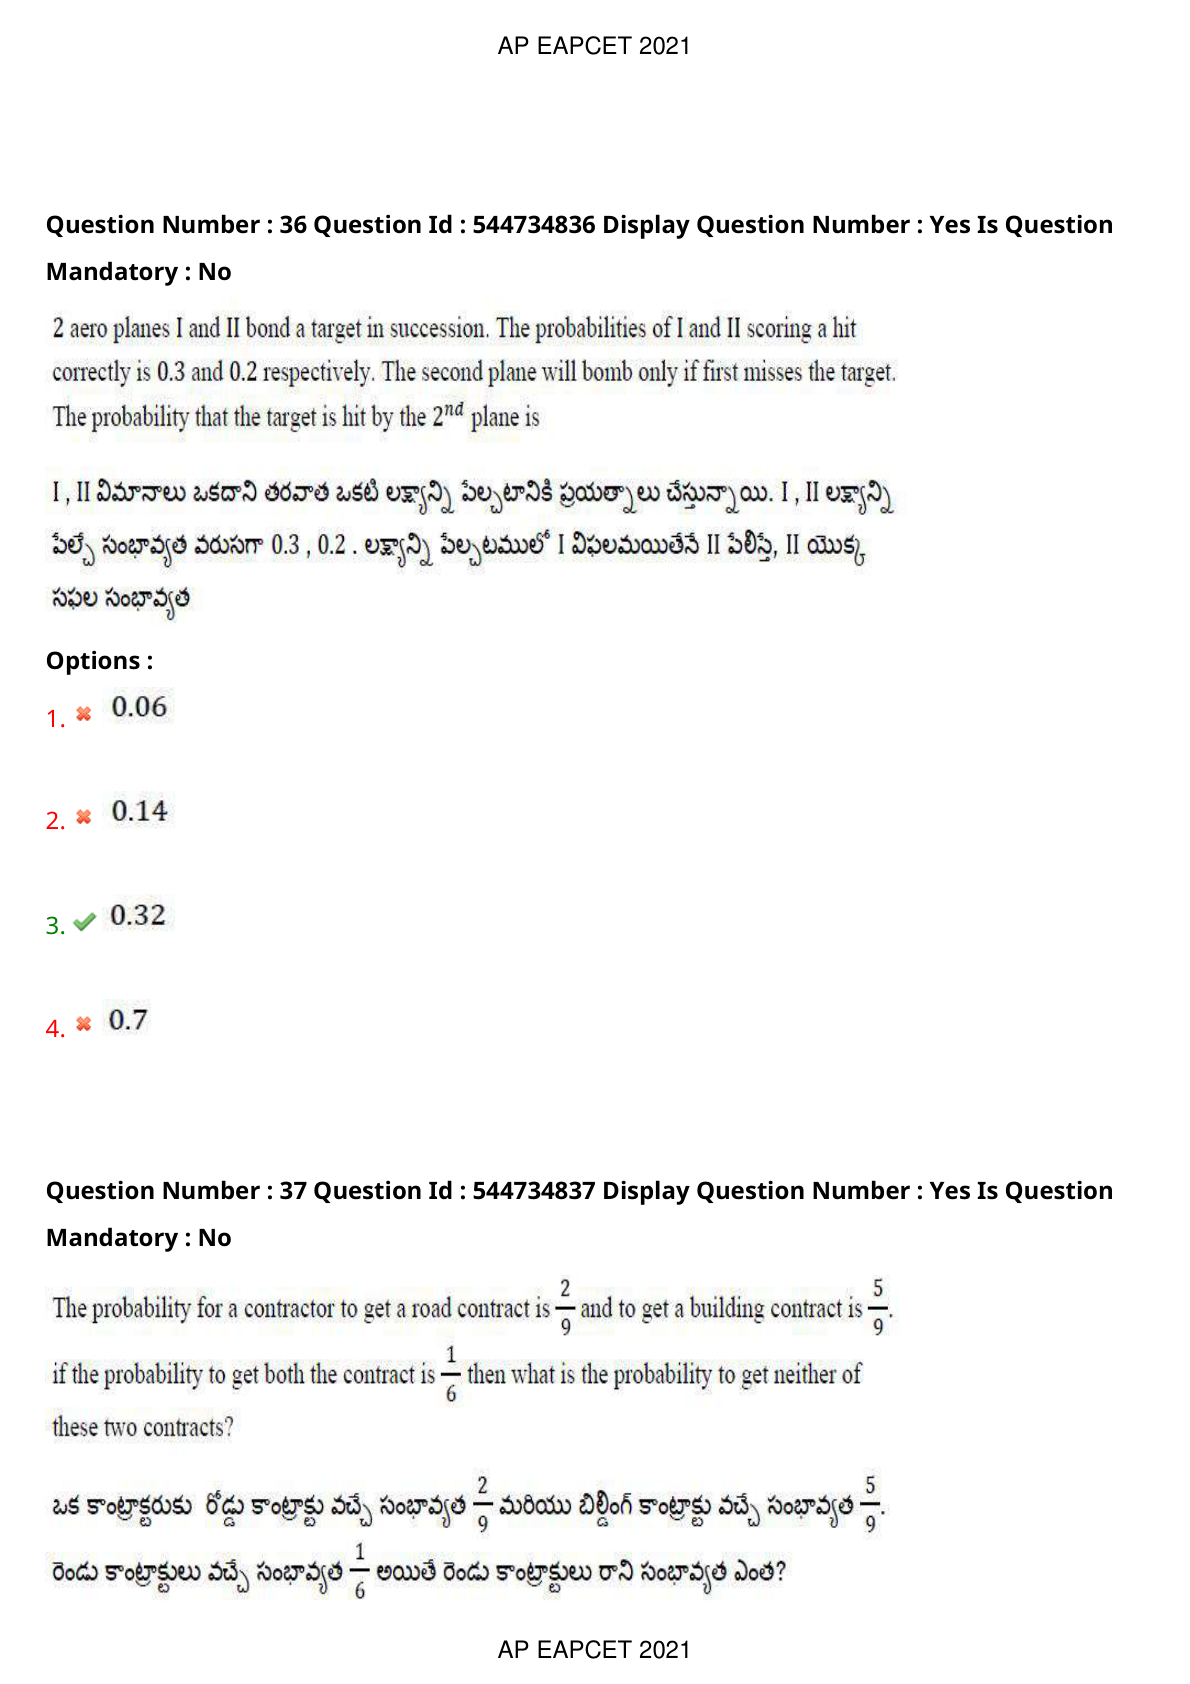 AP EAPCET 2021
Question Number : 36 Question Id : 544734836 Display Question Number : Yes Is Question
Mandatory : No
2 aero planes I and II bond a target in succession. The probabilities of I and II scoring a hit
correctly is 0.3 and 0.2 respectively. The second plane will bomb only if first misses the target.
The probability that the target is hit by the 2ⁿᵈ plane is
I , II విమానాలు ఒకదాని తరవాత ఒకటి లక్ష్యాన్ని పేల్చటానికి ప్రయత్నాలు చేస్తున్నాయి. I , II లక్ష్యాన్ని
పేల్చే సంభావ్యత వరుసగా 0.3 , 0.2 . లక్ష్యాన్ని పేల్చటములో I విఫలమయితేనే II పేలిస్తే, II యొక్క
సఫల సంభావ్యత
Options :
1. 0.06
2. 0.14
3. 0.32
4. 0.7
Question Number : 37 Question Id : 544734837 Display Question Number : Yes Is Question
Mandatory : No
The probability for a contractor to get a road contract is 2/9 and to get a building contract is 5/9.
if the probability to get both the contract is 1/6 then what is the probability to get neither of
these two contracts?
ఒక కాంట్రాక్టరుకు రోడ్డు కాంట్రాక్టు వచ్చే సంభావ్యత 2/9 మరియు బిల్డింగ్ కాంట్రాక్టు వచ్చే సంభావ్యత 5/9.
రెండు కాంట్రాక్టులు వచ్చే సంభావ్యత 1/6 అయితే రెండు కాంట్రాక్టులు రాని సంభావ్యత ఎంత?
AP EAPCET 2021